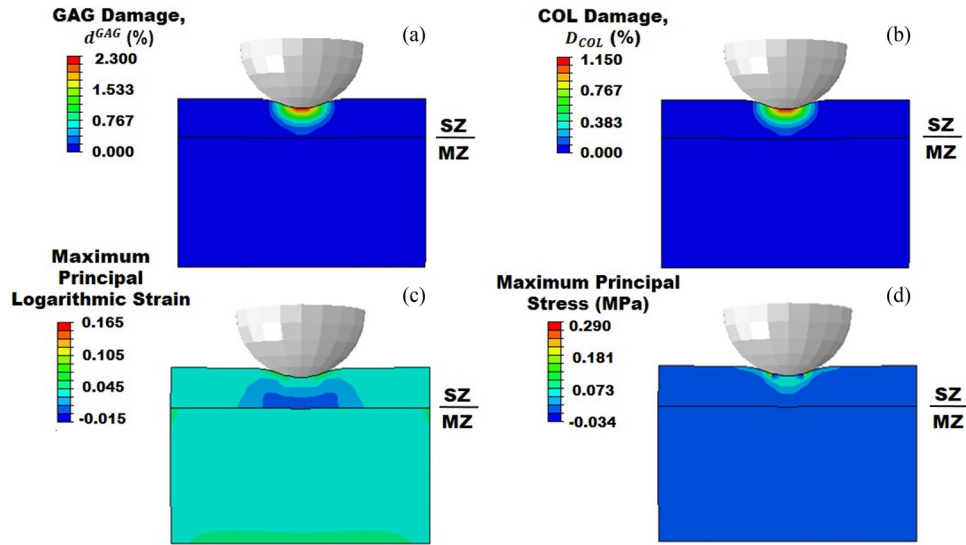 GAG Damage,
d^GAG (%)
2.300
1.533
0.767
0.000
(a)
SZ
MZ
COL Damage,
D_COL (%)
1.150
0.767
0.383
0.000
(b)
SZ
MZ
Maximum
Principal
Logarithmic Strain
0.165
0.105
0.045
-0.015
(c)
SZ
MZ
Maximum Principal
Stress (MPa)
0.290
0.181
0.073
-0.034
(d)
SZ
MZ